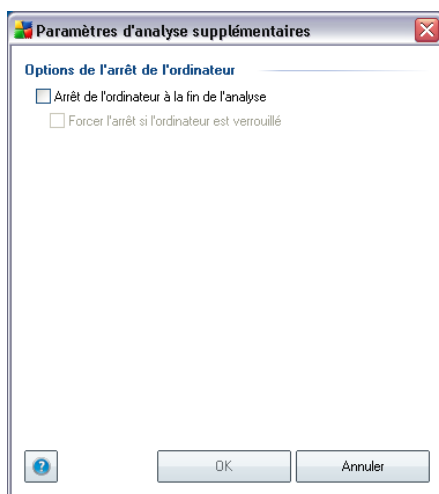 Paramètres d'analyse supplémentaires
Options de l'arrêt de l'ordinateur
Arrêt de l'ordinateur à la fin de l'analyse
Forcer l'arrêt si l'ordinateur est verrouillé
?
OK
Annuler